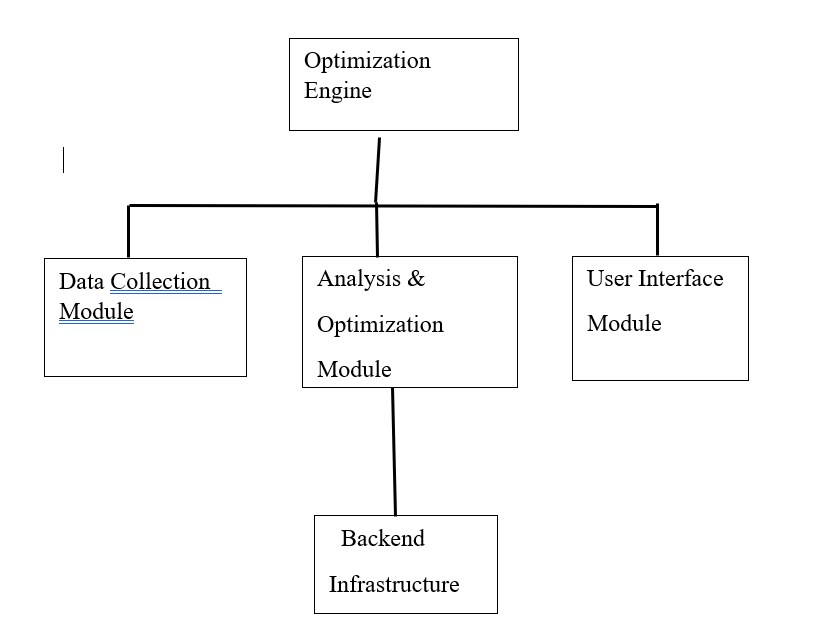 Optimization
Engine
Data Collection
Module
Analysis &
Optimization
Module
User Interface
Module
Backend
Infrastructure